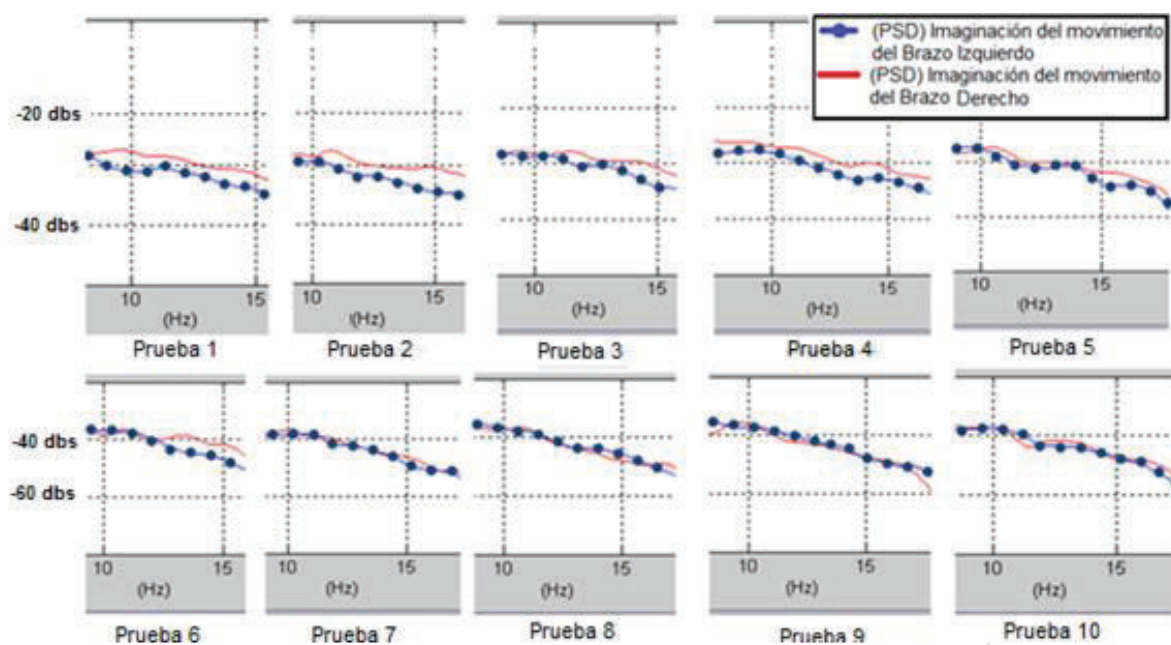 (PSD) Imaginación del movimiento
del Brazo Izquierdo
(PSD) Imaginación del movimiento
del Brazo Derecho
-20 dbs
-40 dbs
10 15
(Hz)
Prueba 1
10 15
(Hz)
Prueba 2
10 15
(Hz)
Prueba 3
10 15
(Hz)
Prueba 4
10 15
(Hz)
Prueba 5
-40 dbs
-60 dbs
10 15
(Hz)
Prueba 6
10 15
(Hz)
Prueba 7
10 15
(Hz)
Prueba 8
10 15
(Hz)
Prueba 9
10 15
(Hz)
Prueba 10